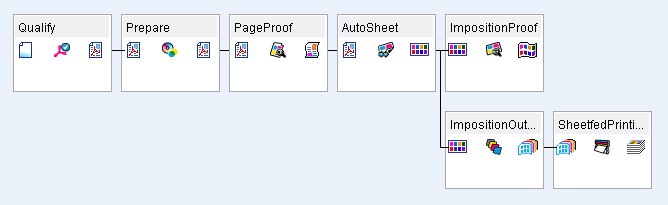 Qualify
Prepare
PageProof
AutoSheet
ImpositionProof
ImpositionOut...
SheetfedPrinti...